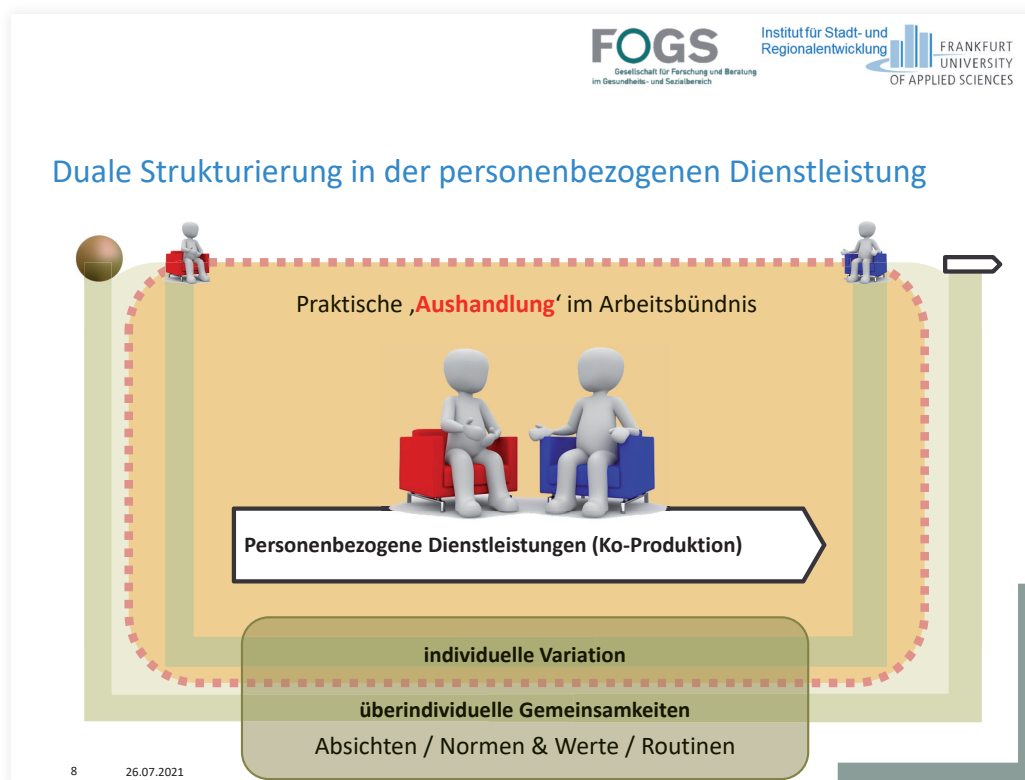 FOGS
Gesellschaft für Forschung und Beratung
im Gesundheits- und Sozialbereich
Institut für Stadt- und
Regionalentwicklung
FRANKFURT
UNIVERSITY
OF APPLIED SCIENCES
Duale Strukturierung in der personenbezogenen Dienstleistung
Praktische ‚Aushandlung‘ im Arbeitsbündnis
Personenbezogene Dienstleistungen (Ko-Produktion)
individuelle Variation
überindividuelle Gemeinsamkeiten
Absichten / Normen & Werte / Routinen
8 26.07.2021